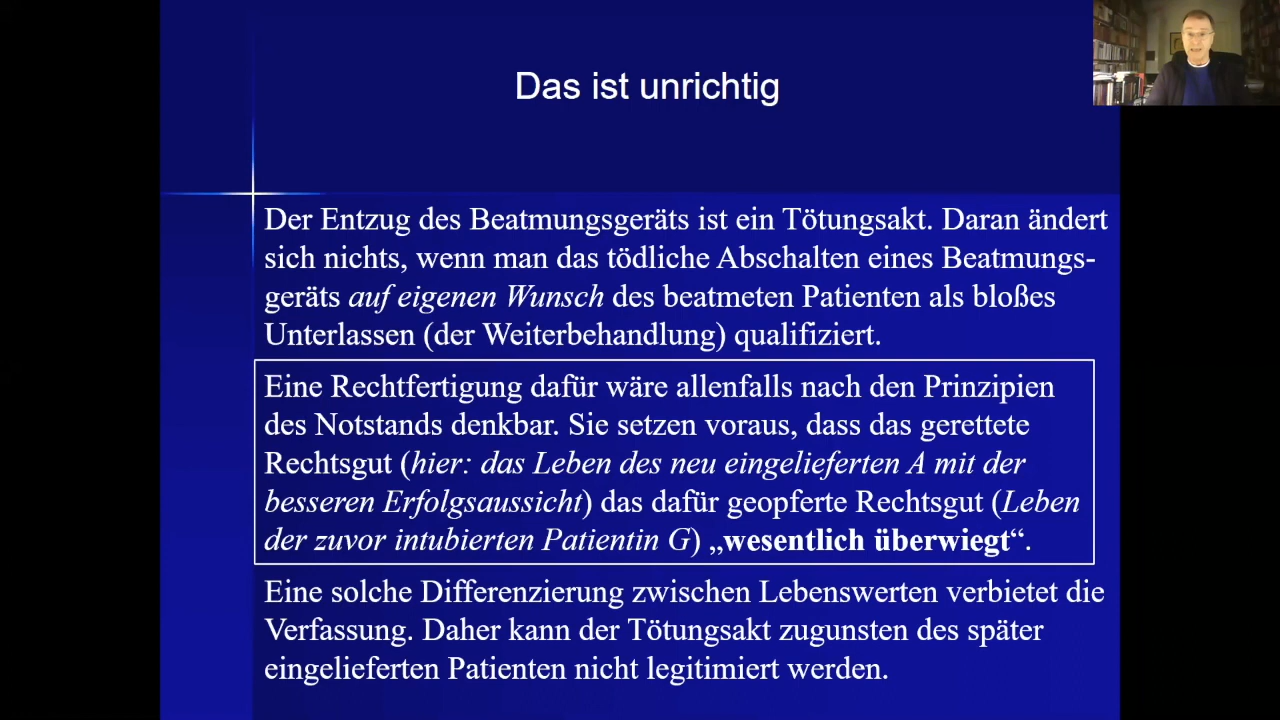 Das ist unrichtig
Der Entzug des Beatmungsgeräts ist ein Tötungsakt. Daran ändert
sich nichts, wenn man das tödliche Abschalten eines Beatmungs-
geräts auf eigenen Wunsch des beatmeten Patienten als bloßes
Unterlassen (der Weiterbehandlung) qualifiziert.
Eine Rechtfertigung dafür wäre allenfalls nach den Prinzipien
des Notstands denkbar. Sie setzen voraus, dass das gerettete
Rechtsgut (hier: das Leben des neu eingelieferten A mit der
besseren Erfolgsaussicht) das dafür geopferte Rechtsgut (Leben
der zuvor intubierten Patientin G) „wesentlich überwiegt“.
Eine solche Differenzierung zwischen Lebenswerten verbietet die
Verfassung. Daher kann der Tötungsakt zugunsten des später
eingelieferten Patienten nicht legitimiert werden.